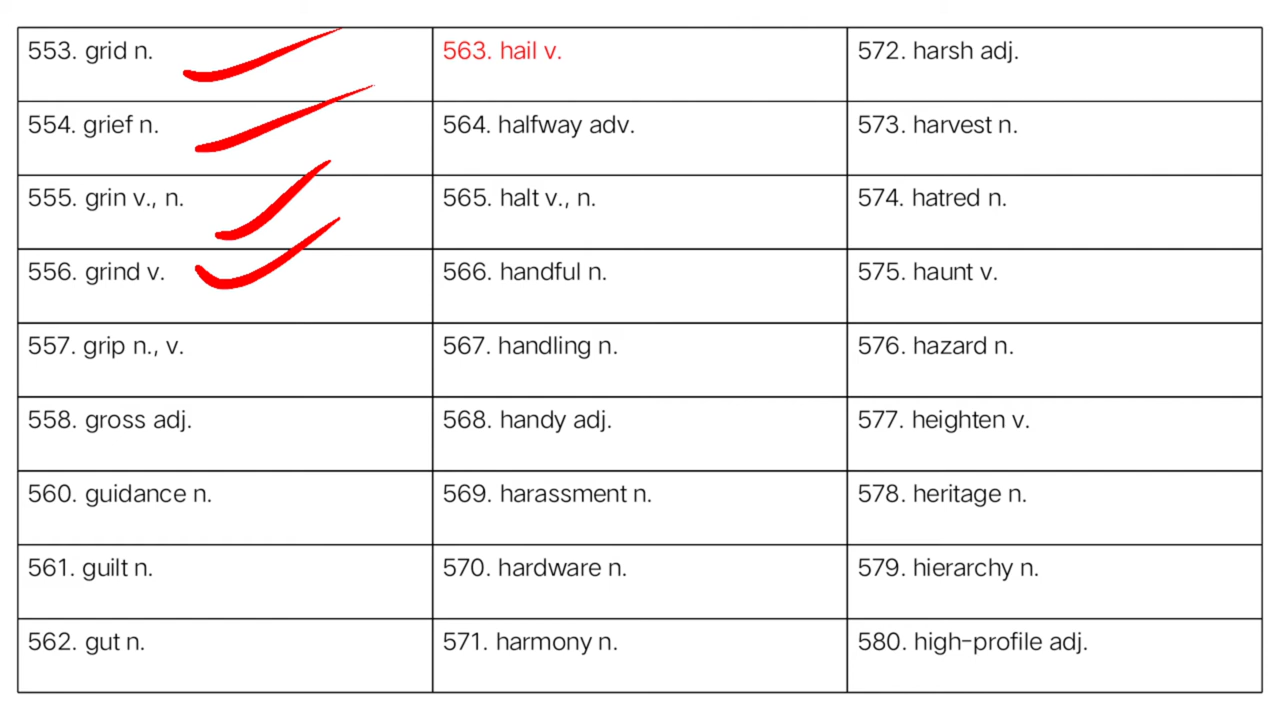 553. grid n.
554. grief n.
555. grin v., n.
556. grind v.
557. grip n., v.
558. gross adj.
560. guidance n.
561. guilt n.
562. gut n.
563. hail v.
564. halfway adv.
565. halt v., n.
566. handful n.
567. handling n.
568. handy adj.
569. harassment n.
570. hardware n.
571. harmony n.
572. harsh adj.
573. harvest n.
574. hatred n.
575. haunt v.
576. hazard n.
577. heighten v.
578. heritage n.
579. hierarchy n.
580. high-profile adj.